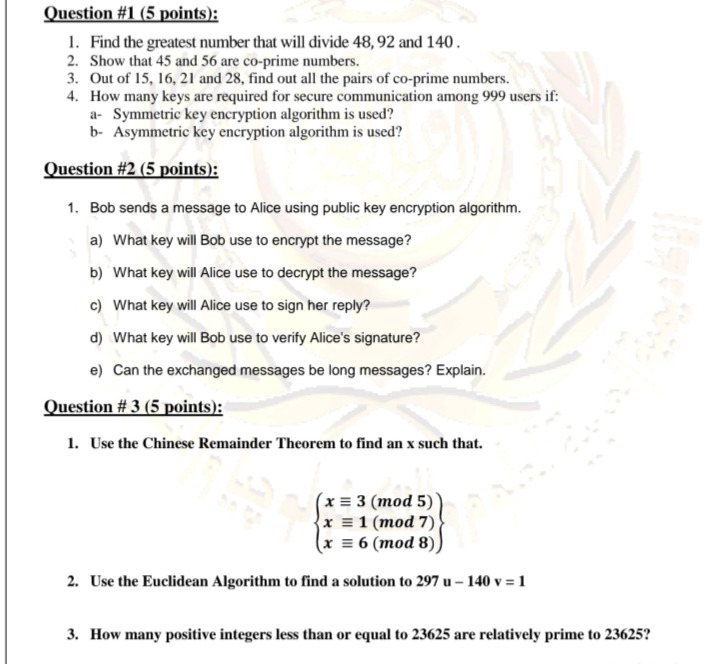 Question #1 (5 points):
1. Find the greatest number that will divide 48, 92 and 140 .
2. Show that 45 and 56 are co-prime numbers.
3. Out of 15, 16, 21 and 28, find out all the pairs of co-prime numbers.
4. How many keys are required for secure communication among 999 users if:
a- Symmetric key encryption algorithm is used?
b- Asymmetric key encryption algorithm is used?
Question #2 (5 points):
1. Bob sends a message to Alice using public key encryption algorithm.
a) What key will Bob use to encrypt the message?
b) What key will Alice use to decrypt the message?
c) What key will Alice use to sign her reply?
d) What key will Bob use to verify Alice's signature?
e) Can the exchanged messages be long messages? Explain.
Question # 3 (5 points):
1. Use the Chinese Remainder Theorem to find an x such that.
x ≡ 3 (mod 5)
x ≡ 1 (mod 7)
x ≡ 6 (mod 8)
2. Use the Euclidean Algorithm to find a solution to 297 u – 140 v = 1
3. How many positive integers less than or equal to 23625 are relatively prime to 23625?